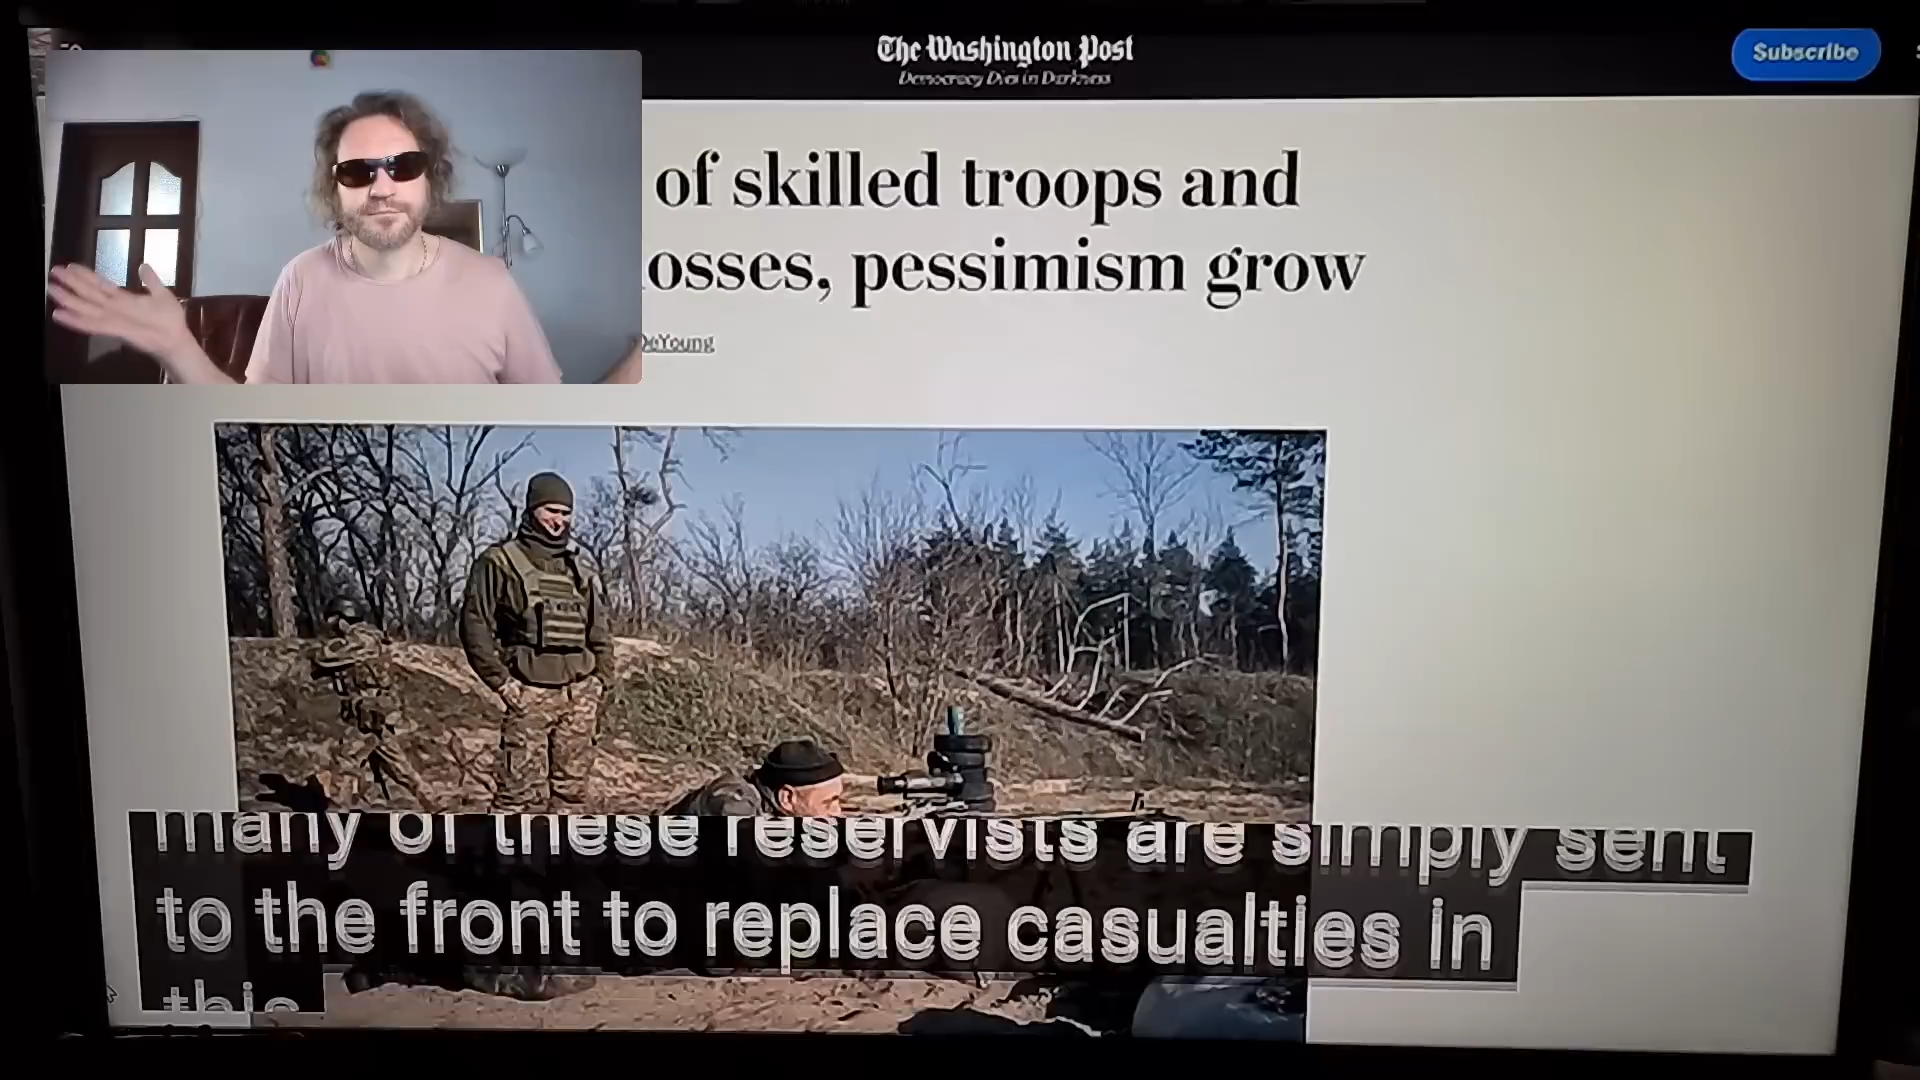 The Washington Post
Democracy Dies in Darkness
Subscribe
of skilled troops and
osses, pessimism grow
DeYoung
many of these reservists are simply sent
to the front to replace casualties in
this